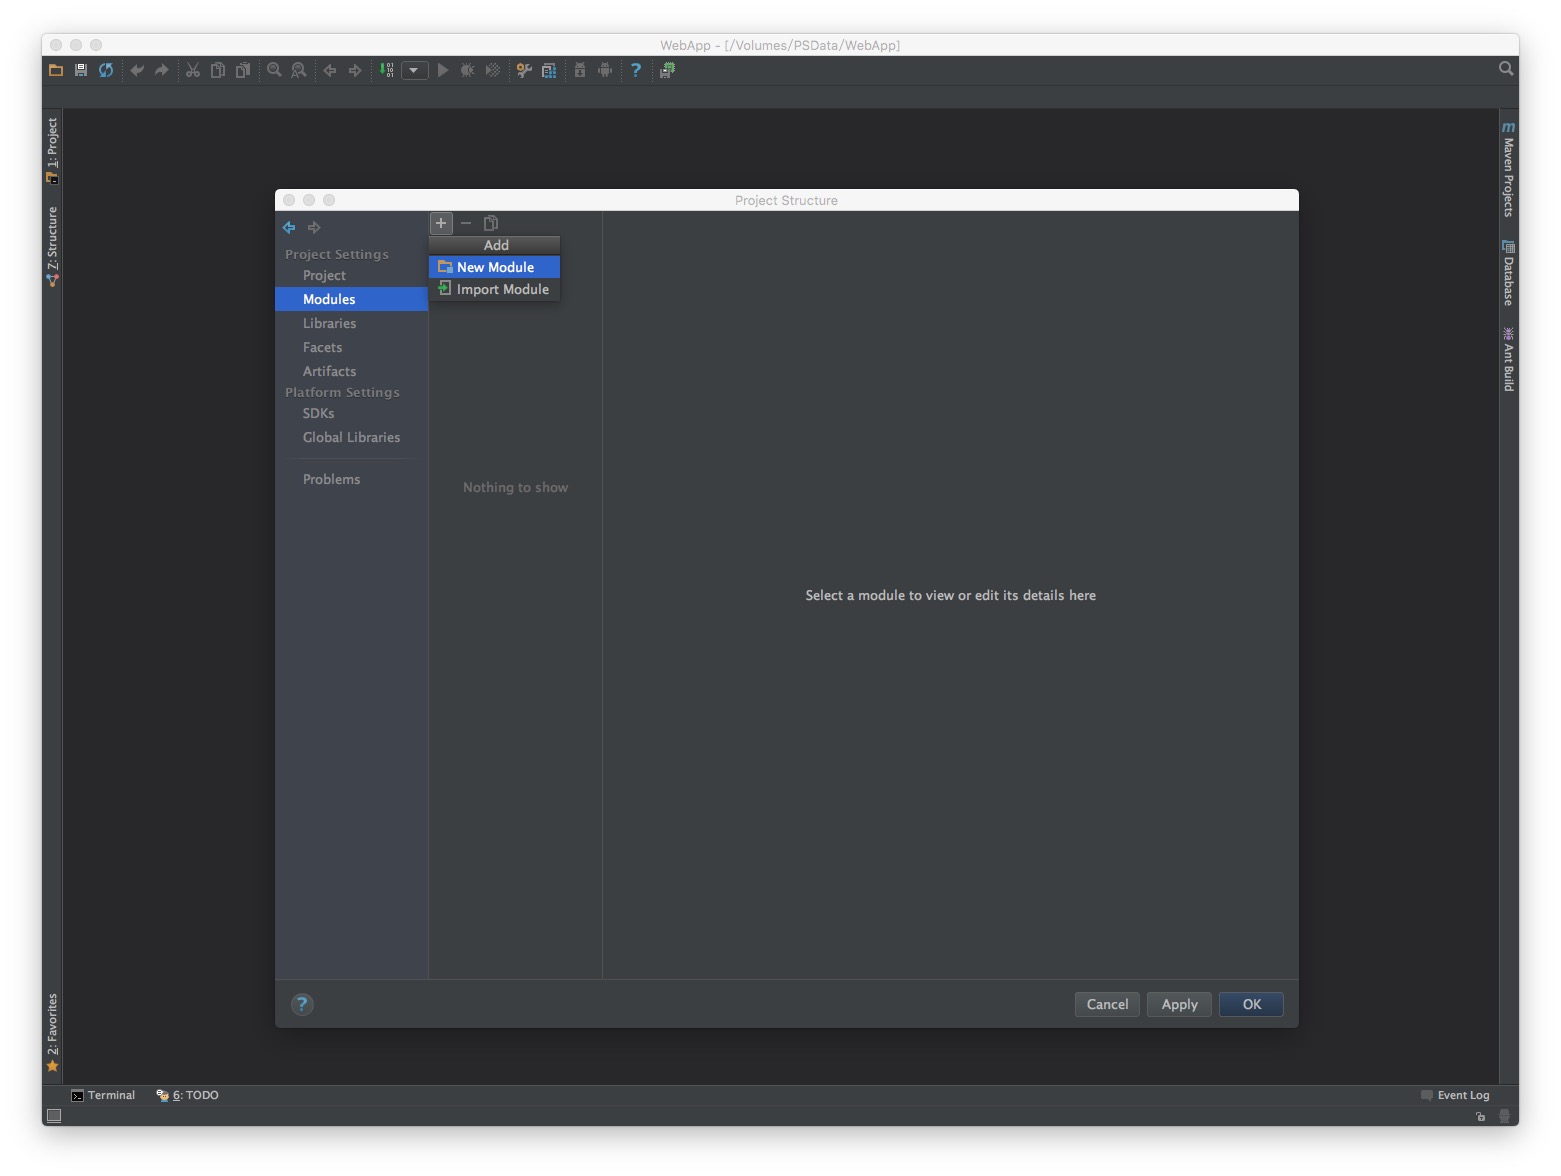 WebApp - [/Volumes/PSData/WebApp]
1: Project
Z: Structure
2: Favorites
Project Structure
Project Settings
Project
Modules
Libraries
Facets
Artifacts
Platform Settings
SDKs
Global Libraries
Problems
Add
New Module
Import Module
Nothing to show
Select a module to view or edit its details here
?
Cancel
Apply
OK
m
Maven Projects
Database
Ant Build
Terminal
6: TODO
Event Log